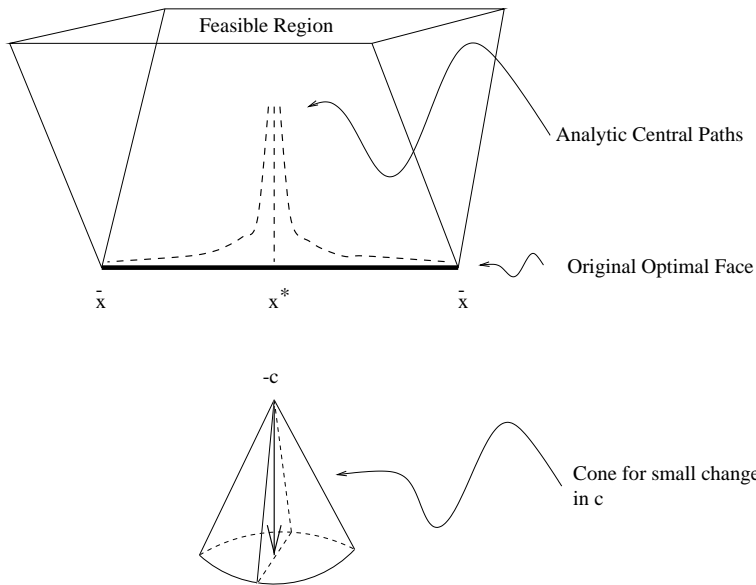 Feasible Region
Analytic Central Paths
Original Optimal Face
x̄ x* x̄
-c
Cone for small change
in c